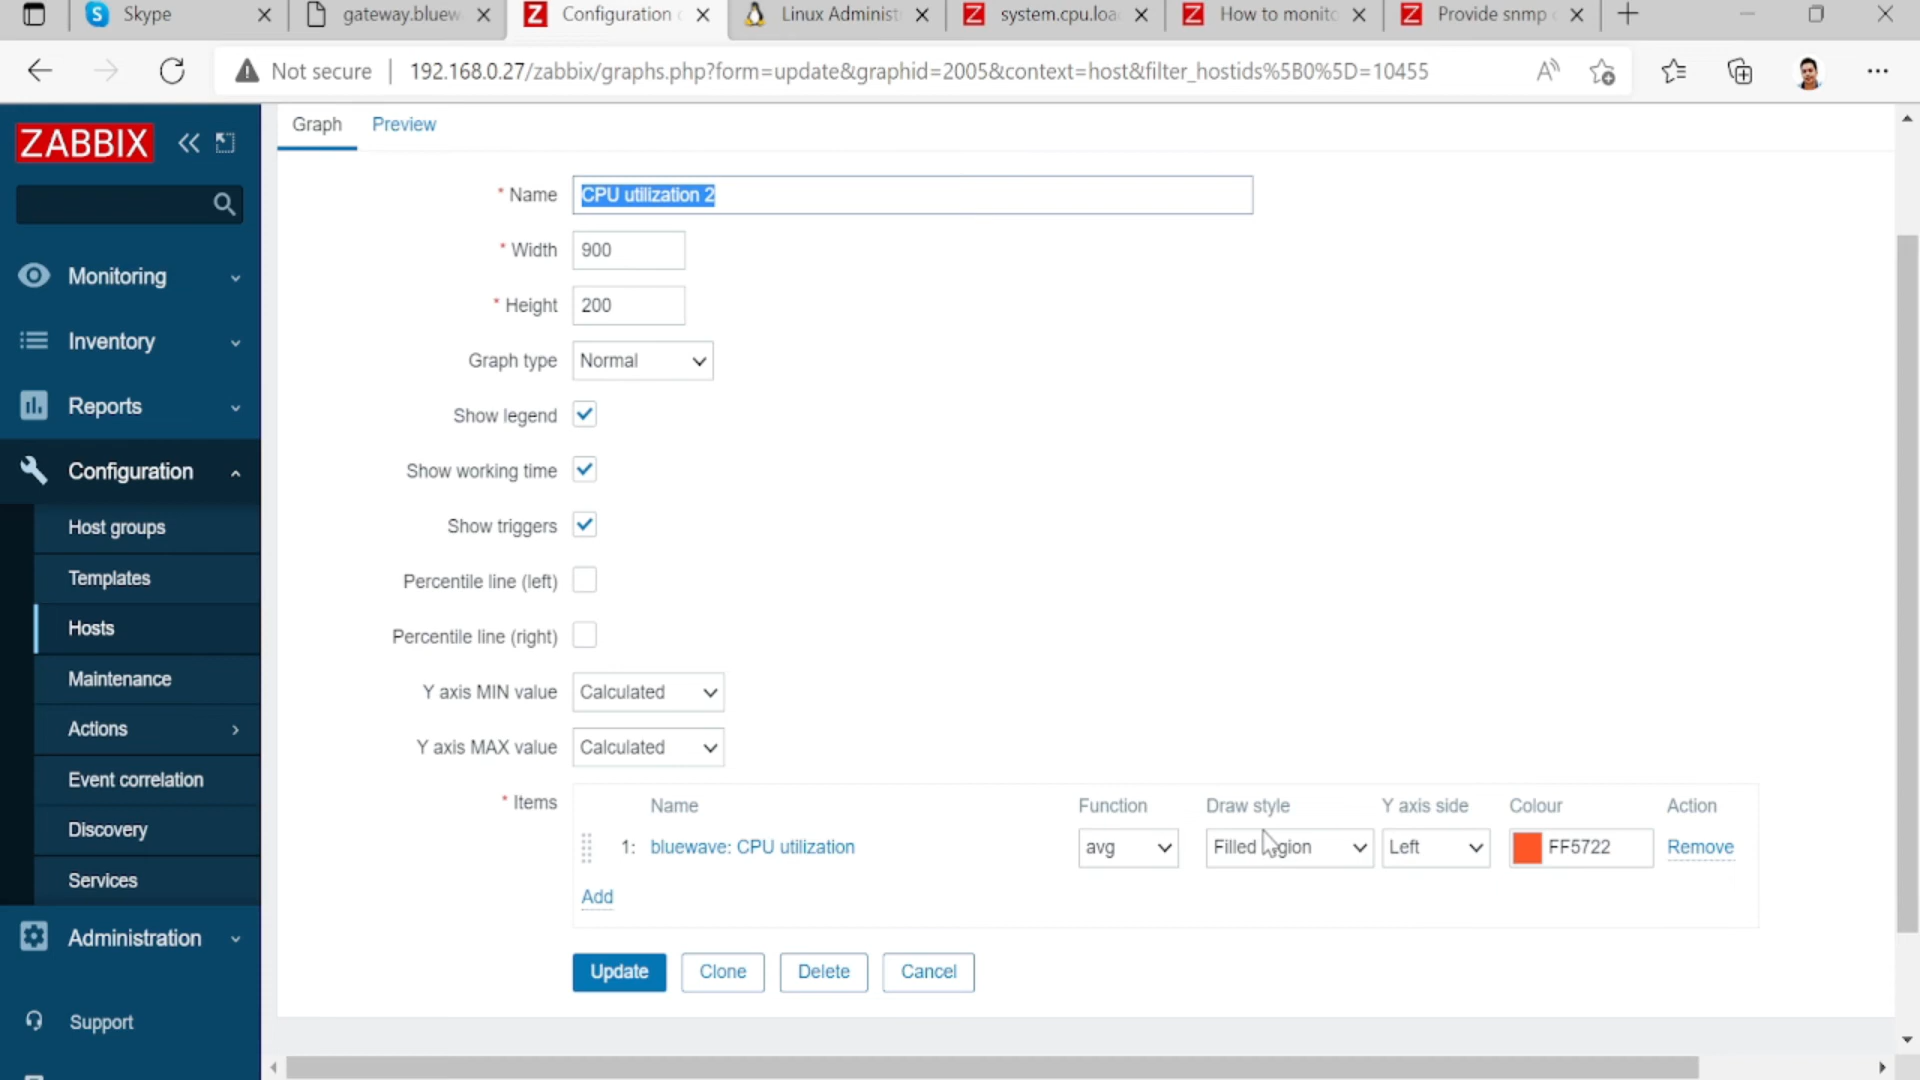 Skype
gateway.bluew
Configuration
Linux Administ
system.cpu.loa
How to monito
Provide snmp
Not secure
192.168.0.27/zabbix/graphs.php?form=update&graphid=2005&context=host&filter_hostids%5B0%5D=10455
ZABBIX
Monitoring
Inventory
Reports
Configuration
Host groups
Templates
Hosts
Maintenance
Actions
Event correlation
Discovery
Services
Administration
Support
Graph Preview
* Name CPU utilization 2
* Width 900
* Height 200
Graph type Normal
Show legend
Show working time
Show triggers
Percentile line (left)
Percentile line (right)
Y axis MIN value Calculated
Y axis MAX value Calculated
* Items Name Function Draw style Y axis side Colour Action
1: bluewave: CPU utilization avg Filled region Left FF5722 Remove
Add
Update Clone Delete Cancel